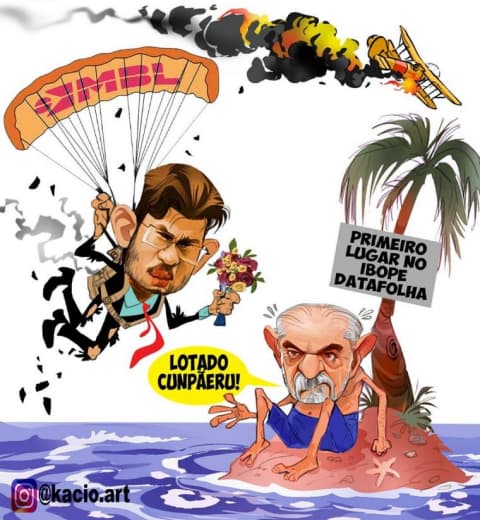 MBL
PRIMEIRO
LUGAR NO
IBOPE
DATAFOLHA
LOTADO
CUNPÃERU!
@kacio.art